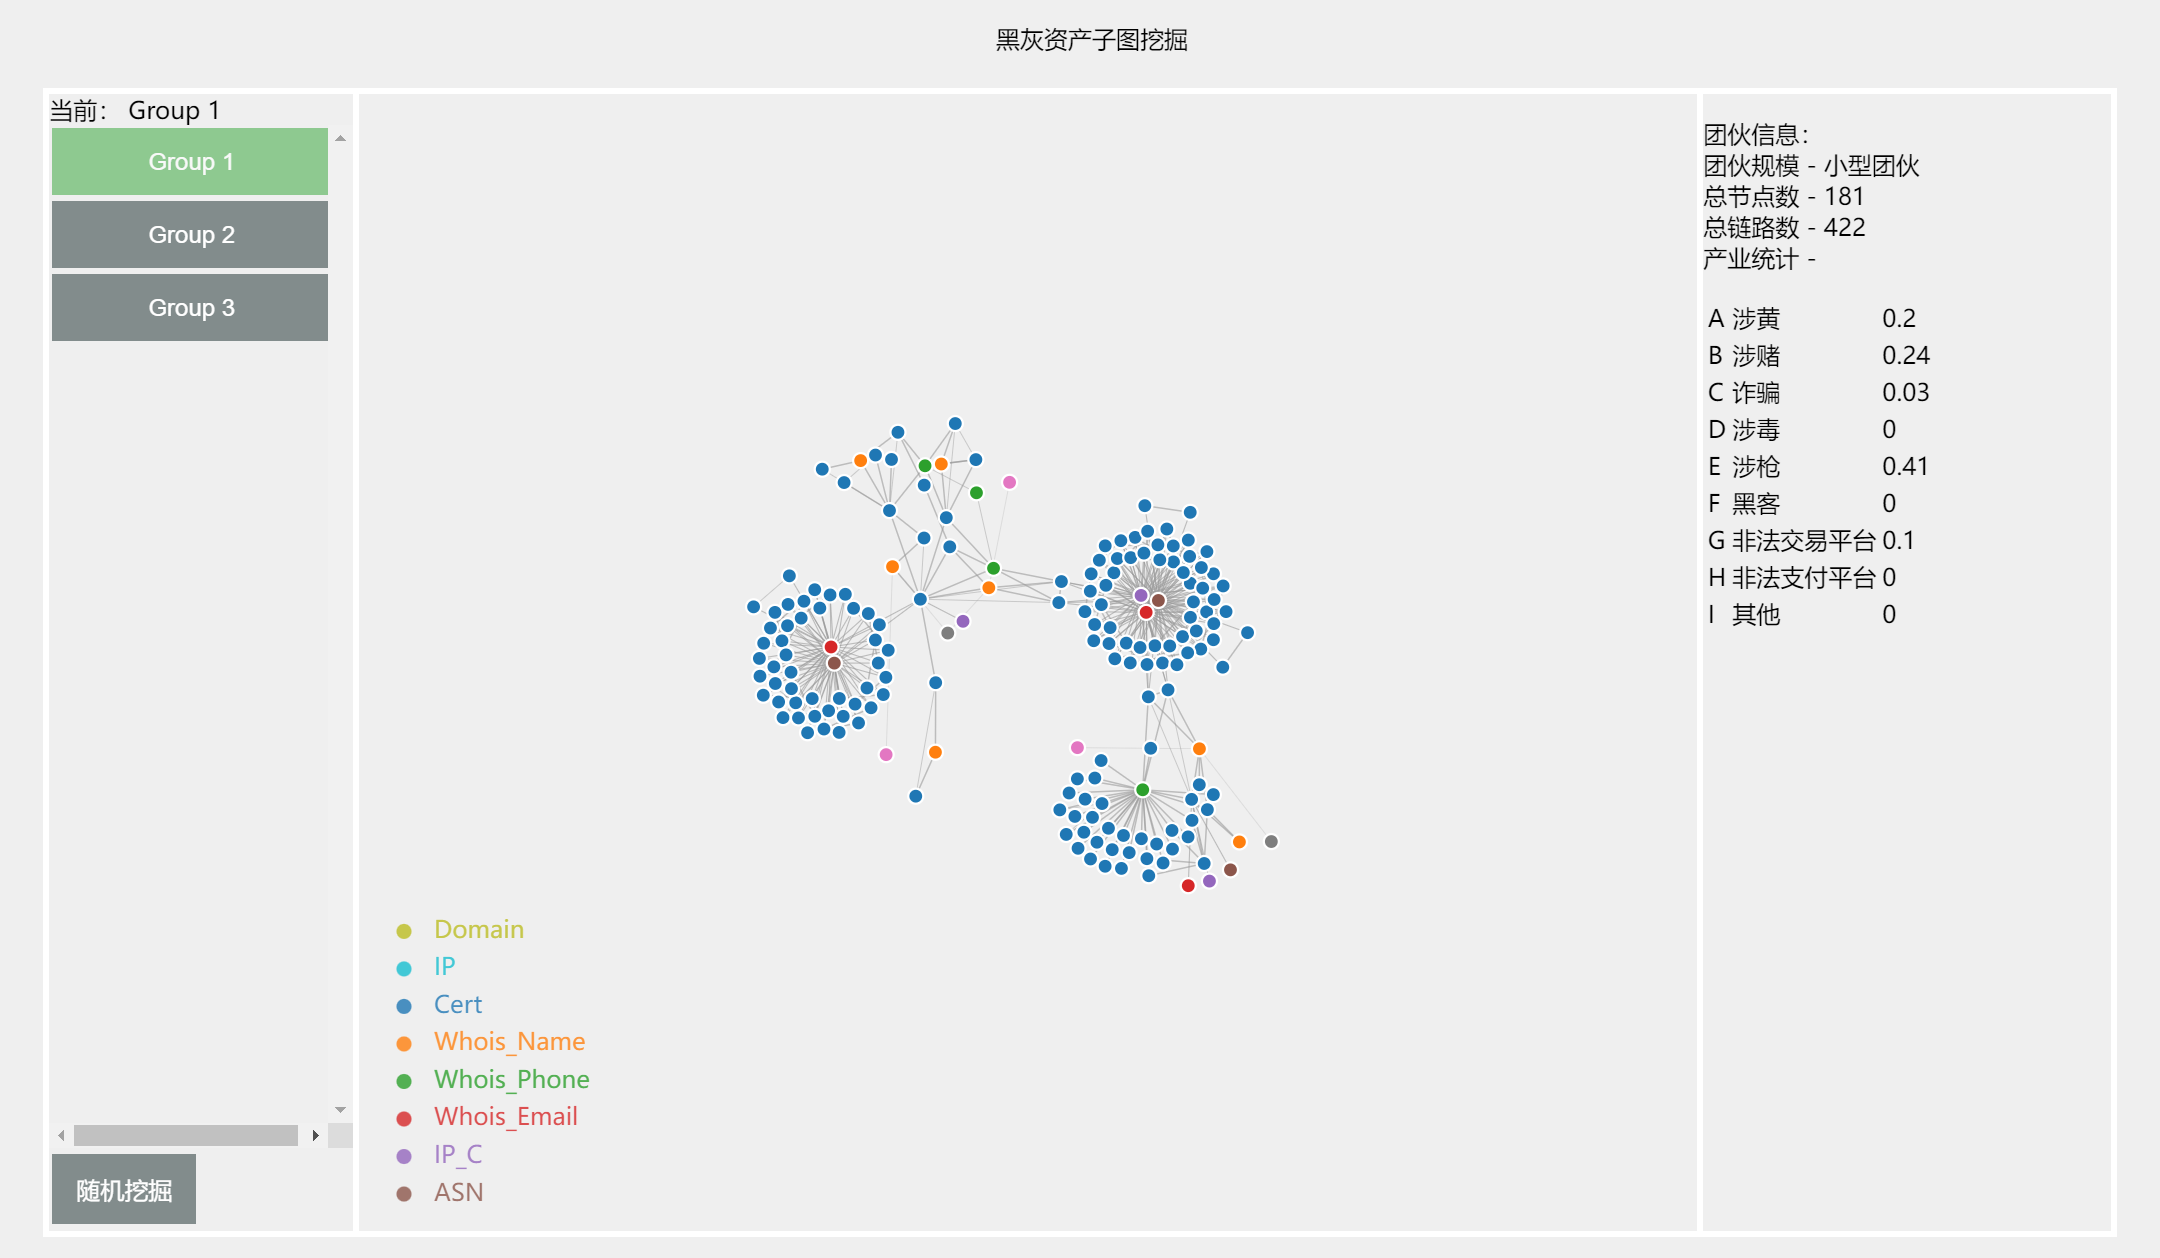 黑灰资产子图挖掘
当前： Group 1
Group 1
Group 2
Group 3
随机挖掘
Domain
IP
Cert
Whois_Name
Whois_Phone
Whois_Email
IP_C
ASN
团伙信息：
团伙规模 - 小型团伙
总节点数 - 181
总链路数 - 422
产业统计 -
A 涉黄 0.2
B 涉赌 0.24
C 诈骗 0.03
D 涉毒 0
E 涉枪 0.41
F 黑客 0
G 非法交易平台 0.1
H 非法支付平台 0
I 其他 0